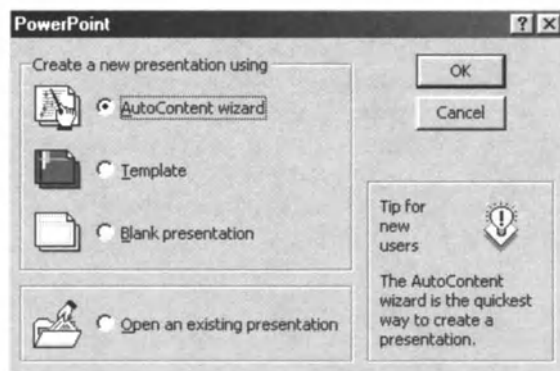 PowerPoint
Create a new presentation using
AutoContent wizard
Template
Blank presentation
Open an existing presentation
OK
Cancel
Tip for
new
users
The AutoContent
wizard is the quickest
way to create a
presentation.